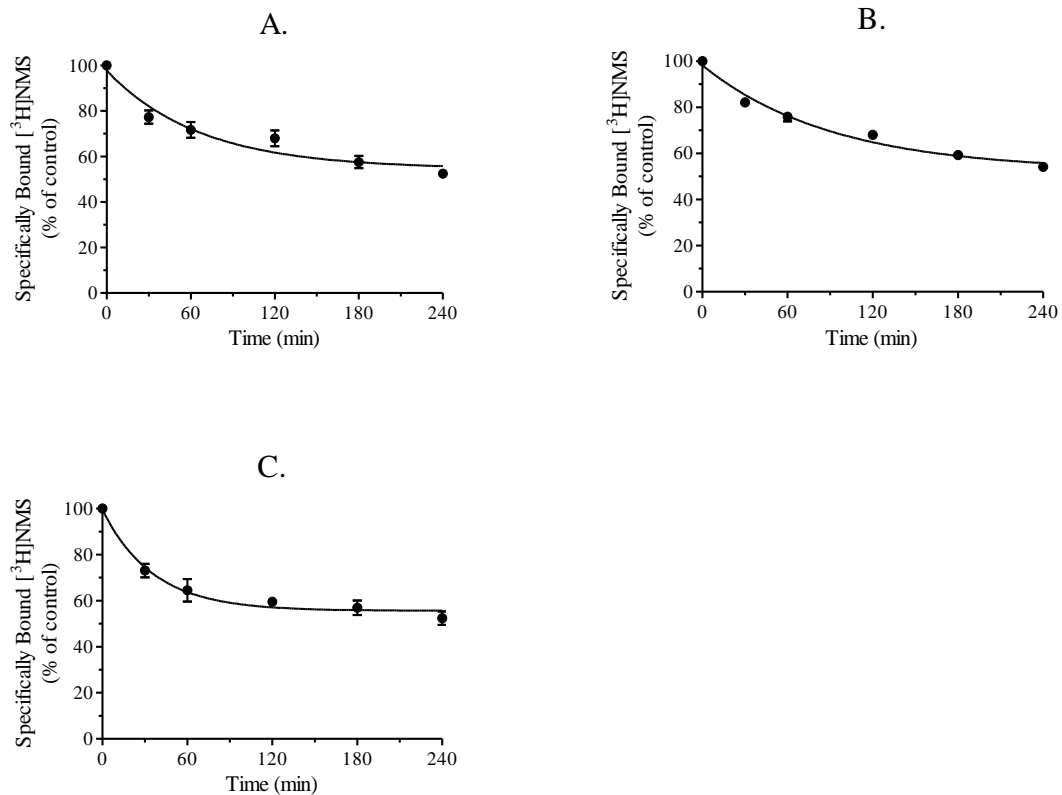 A.
Specifically Bound [³H]NMS
(% of control)
100
80
60
40
20
0
0 60 120 180 240
Time (min)
B.
Specifically Bound [³H]NMS
(% of control)
100
80
60
40
20
0
0 60 120 180 240
Time (min)
C.
Specifically Bound [³H]NMS
(% of control)
100
80
60
40
20
0
0 60 120 180 240
Time (min)